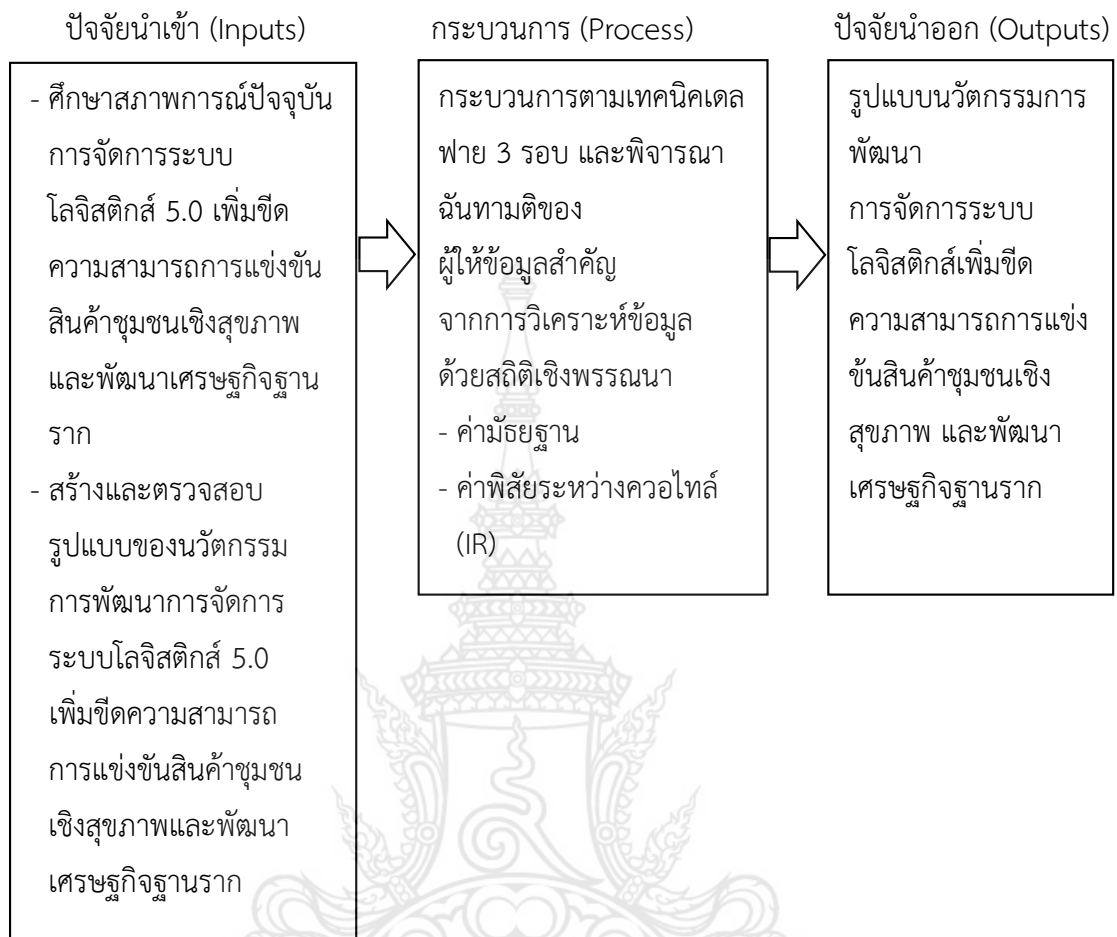 ปัจจัยนำเข้า (Inputs)
- ศึกษาสภาพการณ์ปัจจุบัน
การจัดการระบบ
โลจิสติกส์ 5.0 เพิ่มขีด
ความสามารถการแข่งขัน
สินค้าชุมชนเชิงสุขภาพ
และพัฒนาเศรษฐกิจฐาน
ราก
- สร้างและตรวจสอบ
รูปแบบของนวัตกรรม
การพัฒนาการจัดการ
ระบบโลจิสติกส์ 5.0
เพิ่มขีดความสามารถ
การแข่งขันสินค้าชุมชน
เชิงสุขภาพและพัฒนา
เศรษฐกิจฐานราก
กระบวนการ (Process)
กระบวนการตามเทคนิคเดล
ฟาย 3 รอบ และพิจารณา
ฉันทามติของ
ผู้ให้ข้อมูลสำคัญ
จากการวิเคราะห์ข้อมูล
ด้วยสถิติเชิงพรรณนา
- ค่ามัธยฐาน
- ค่าพิสัยระหว่างควอไทล์
(IR)
ปัจจัยนำออก (Outputs)
รูปแบบนวัตกรรมการ
พัฒนา
การจัดการระบบ
โลจิสติกส์เพิ่มขีด
ความสามารถการแข่ง
ข้นสินค้าชุมชนเชิง
สุขภาพ และพัฒนา
เศรษฐกิจฐานราก